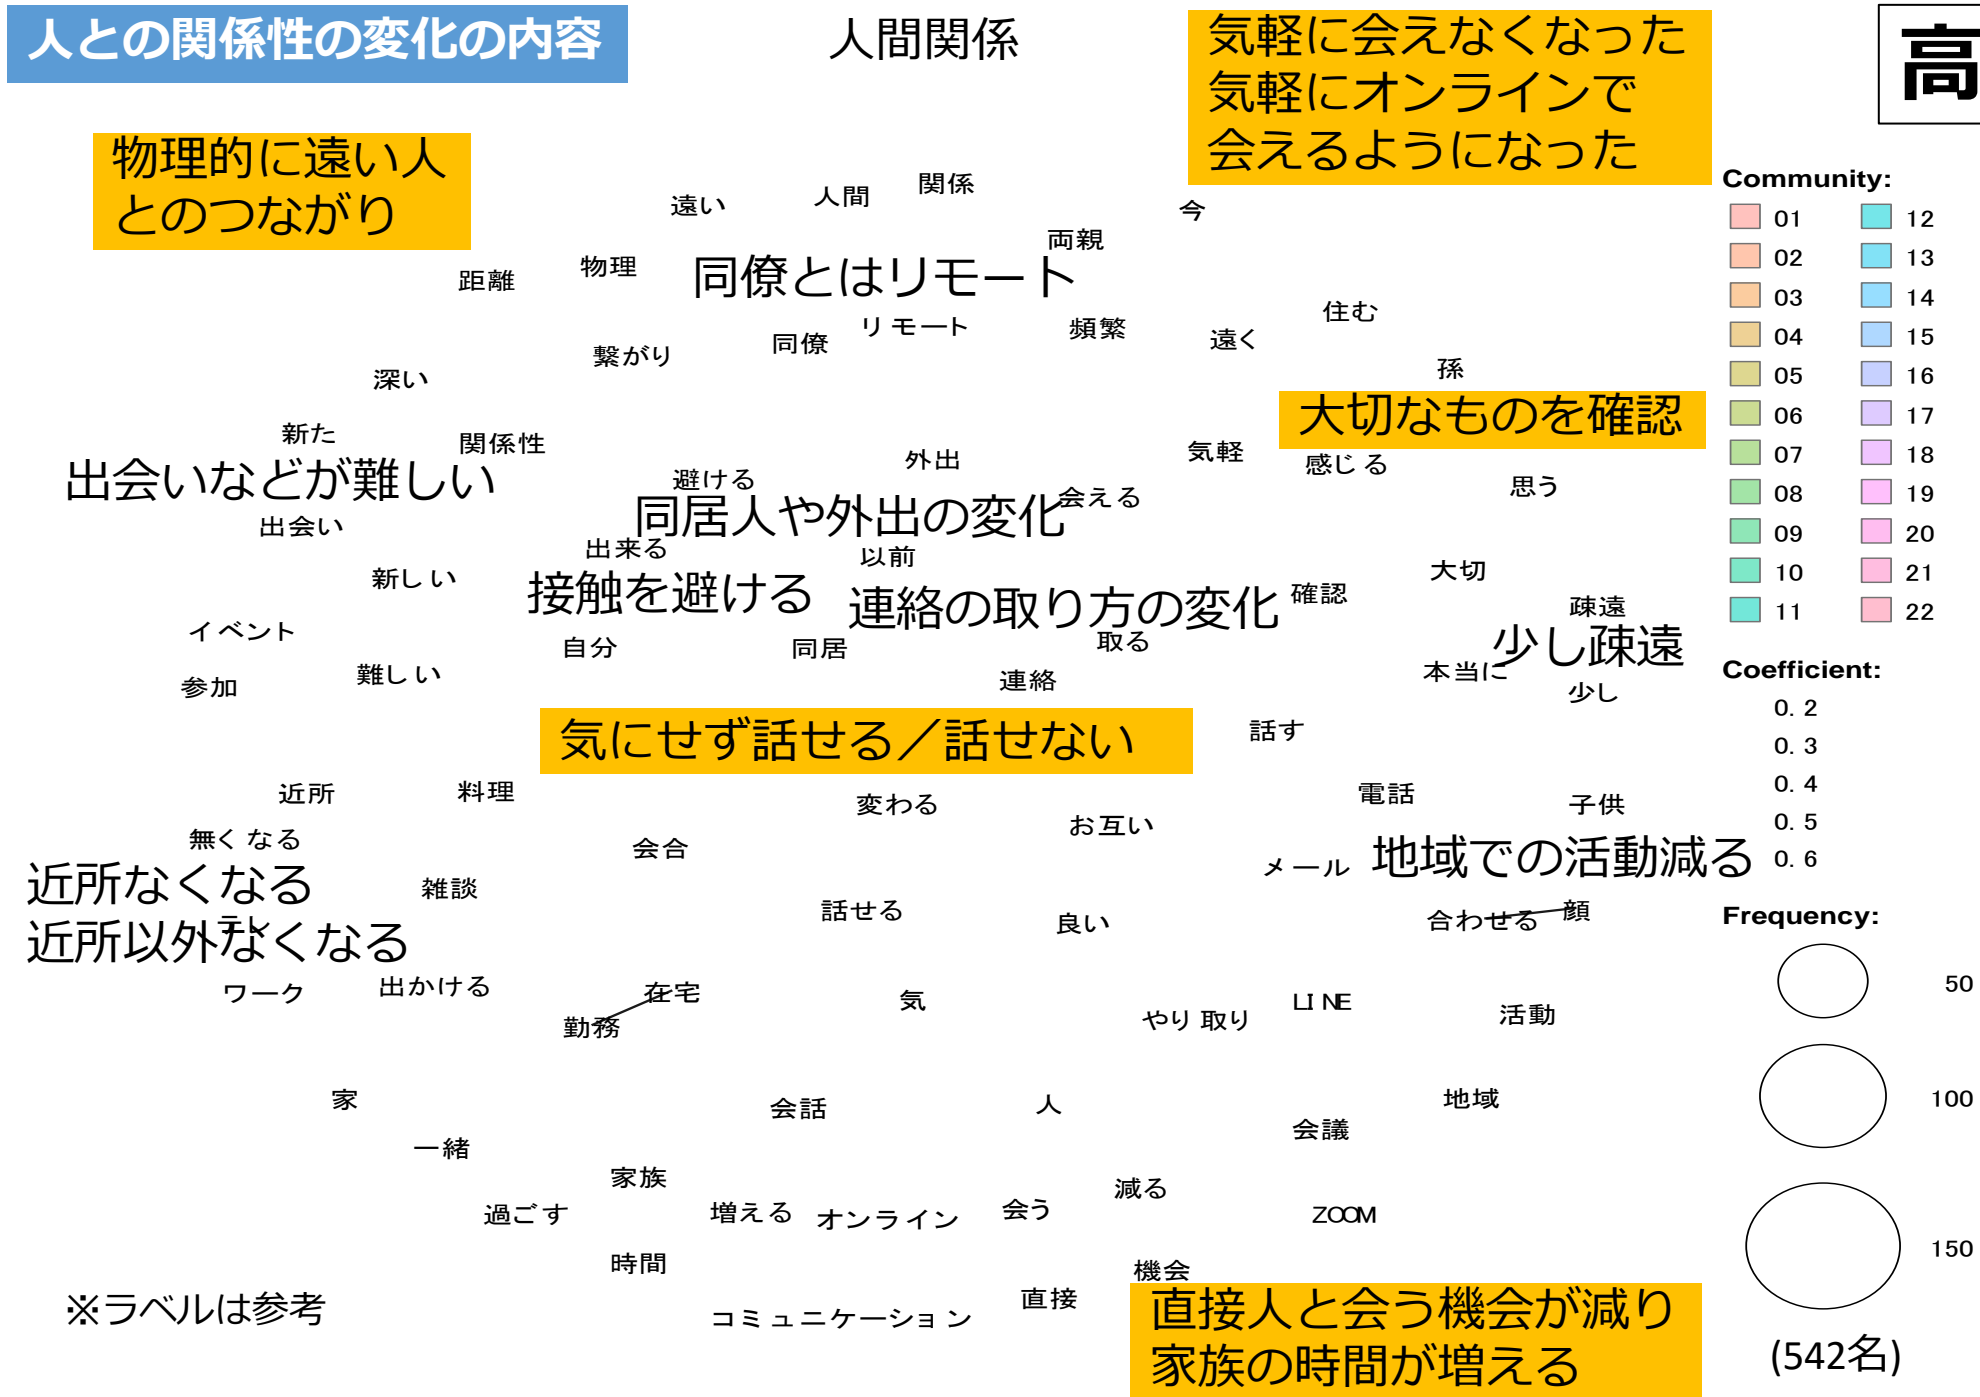 人との関係性の変化の内容
人間関係
気軽に会えなくなった
気軽にオンラインで
会えるようになった
高
物理的に遠い人
とのつながり
遠い
人間
関係
今
両親
距離
物理
同僚とはリモート
住む
繋がり
同僚
リモート
頻繁
遠く
孫
深い
大切なものを確認
新た
関係性
外出
気軽
感じる
思う
出会いなどが難しい
避ける
会える
同居人や外出の変化
出会い
出来る
以前
新しい
接触を避ける
連絡の取り方の変化
確認
大切
疎遠
少し疎遠
イベント
自分
同居
取る
本当に
少し
参加
難しい
連絡
気にせず話せる／話せない
話す
近所
料理
変わる
お互い
電話
子供
無くなる
会合
メール
地域での活動減る
近所なくなる
雑談
話せる
良い
合わせる
顔
近所以外なくなる
テレ
ワーク
出かける
在宅
勤務
気
やり取り
LINE
活動
家
会話
人
会議
地域
一緒
家族
減る
過ごす
増える
オンライン
会う
ZOOM
時間
機会
コミュニケーション
直接
直接人と会う機会が減り
家族の時間が増える
※ラベルは参考
Community:
01 12
02 13
03 14
04 15
05 16
06 17
07 18
08 19
09 20
10 21
11 22
Coefficient:
0.2
0.3
0.4
0.5
0.6
Frequency:
50
100
150
(542名)